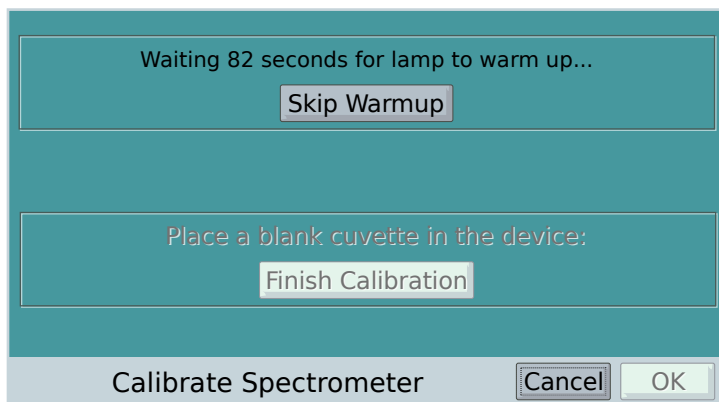 Waiting 82 seconds for lamp to warm up...
Skip Warmup
Place a blank cuvette in the device:
Finish Calibration
Calibrate Spectrometer Cancel OK